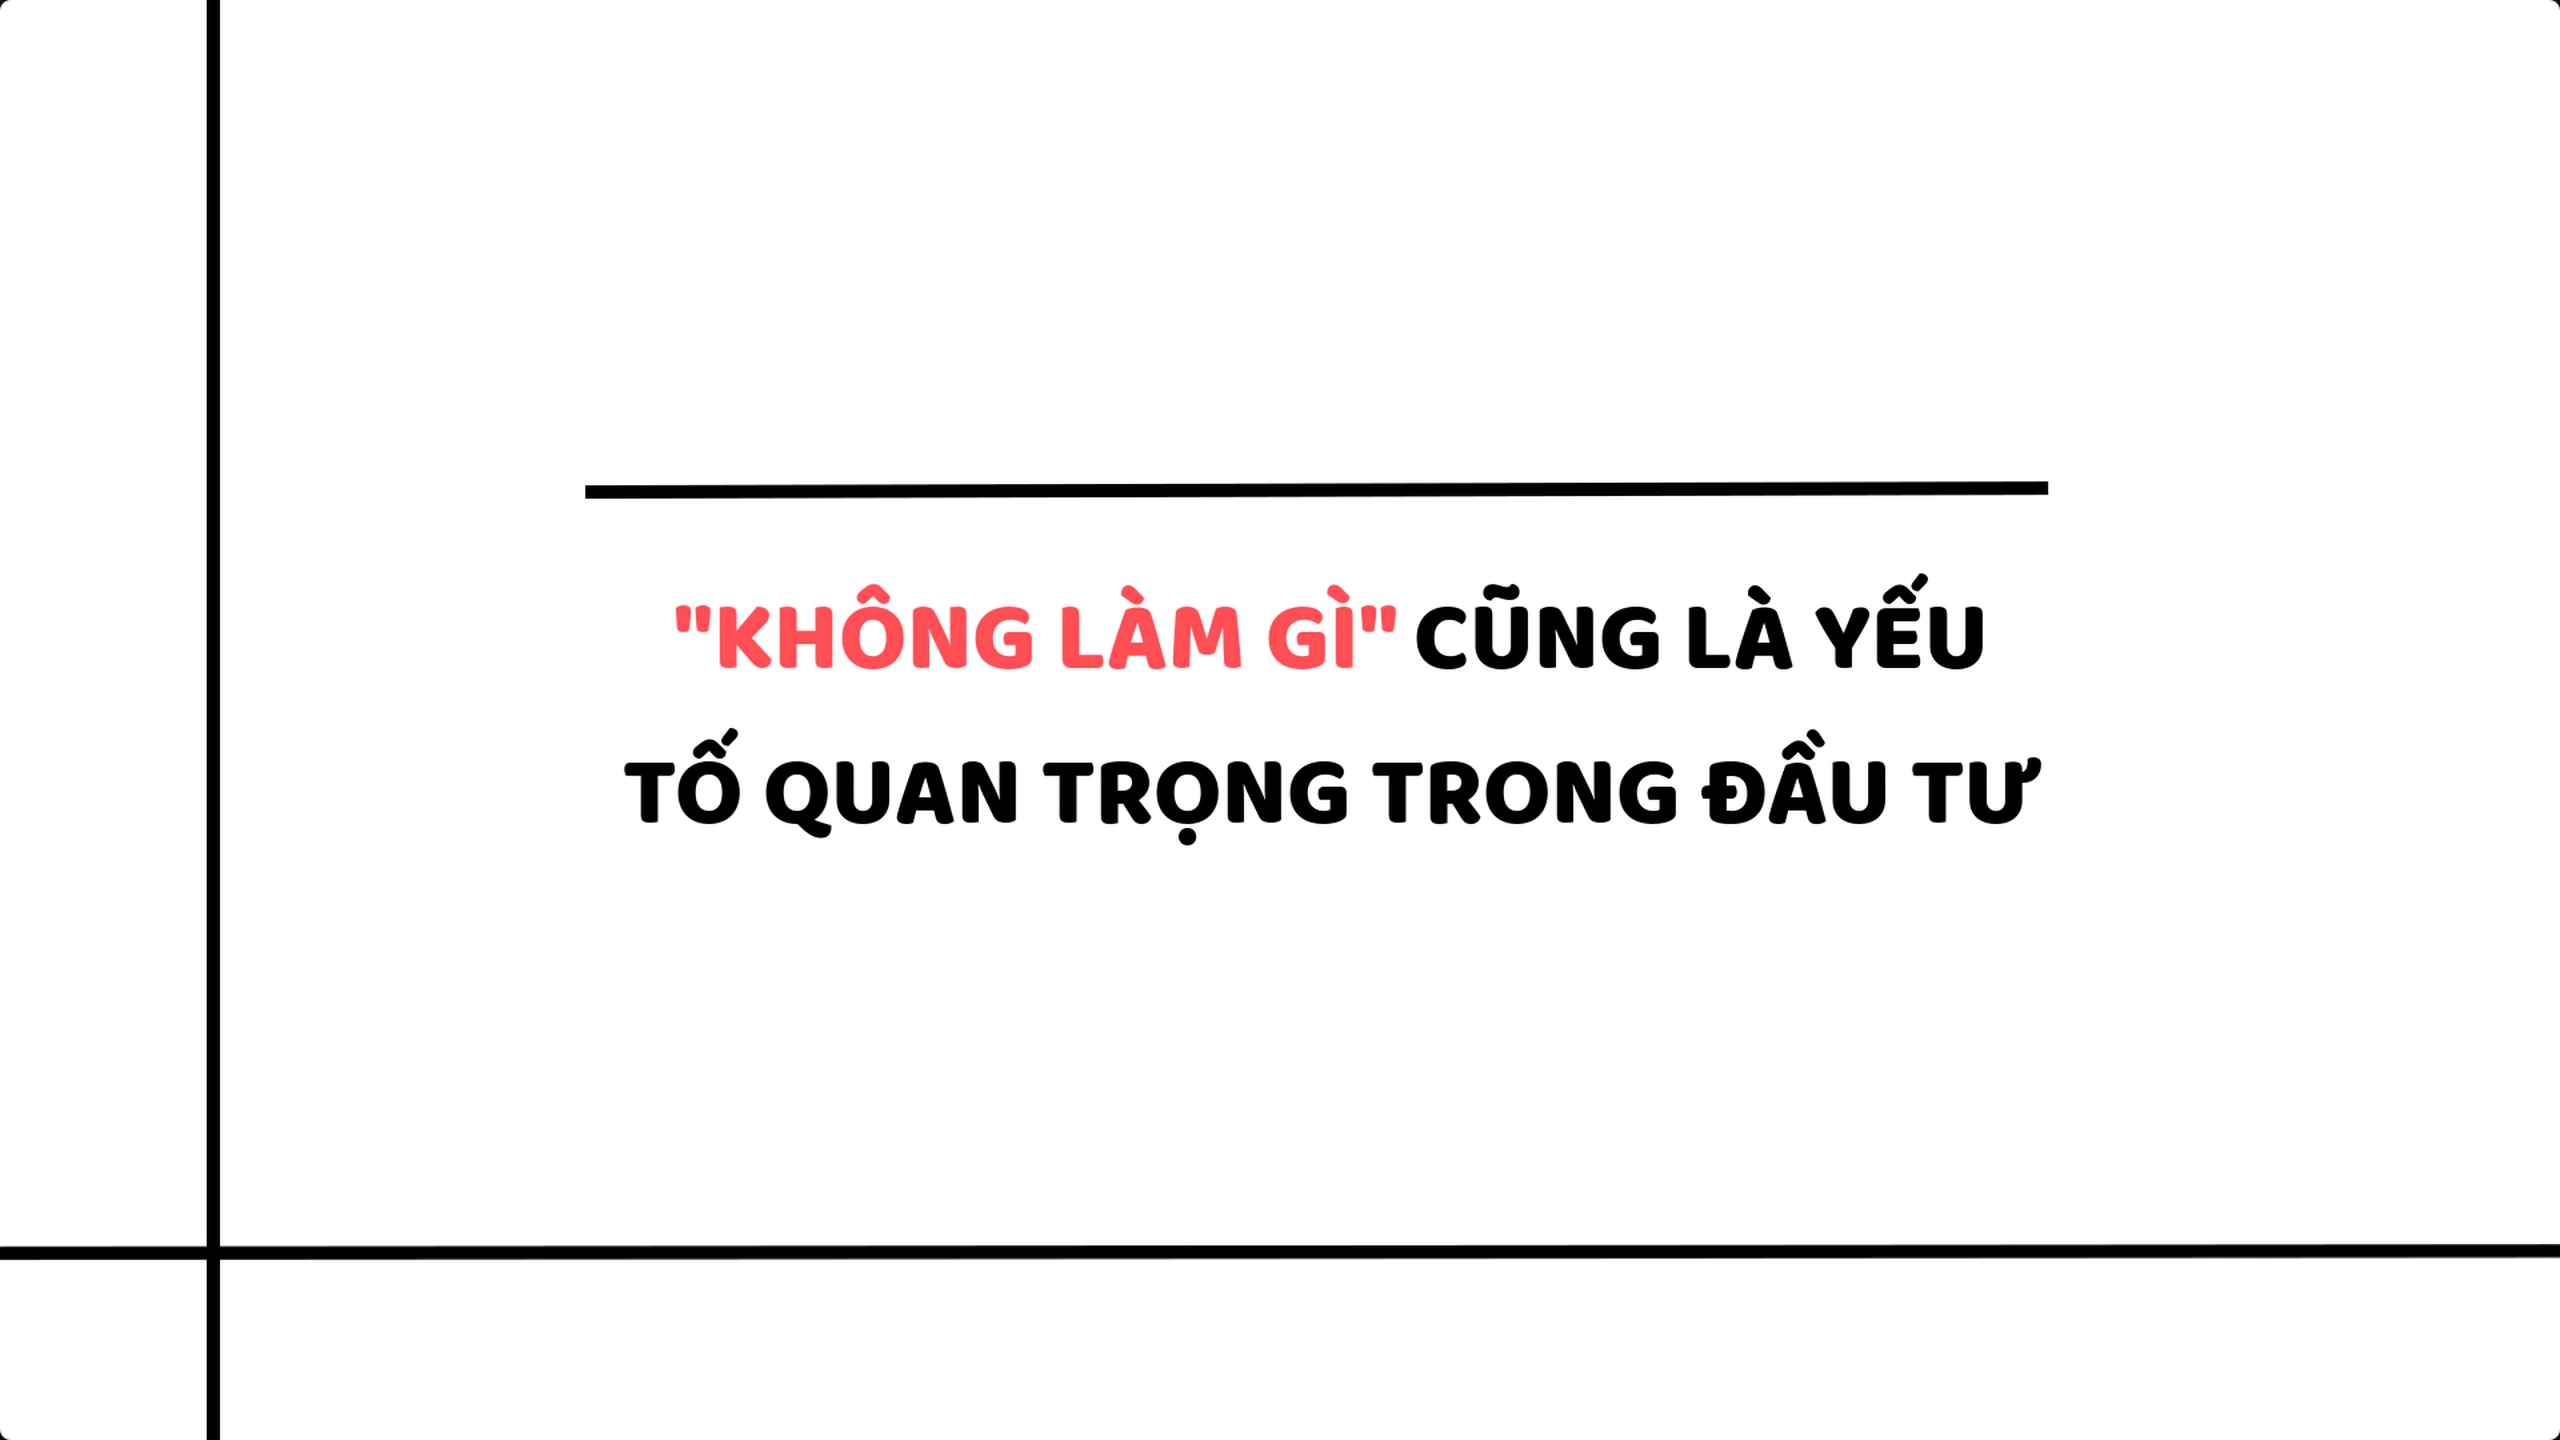 "KHÔNG LÀM GÌ" CŨNG LÀ YẾU
TỐ QUAN TRỌNG TRONG ĐẦU TƯ